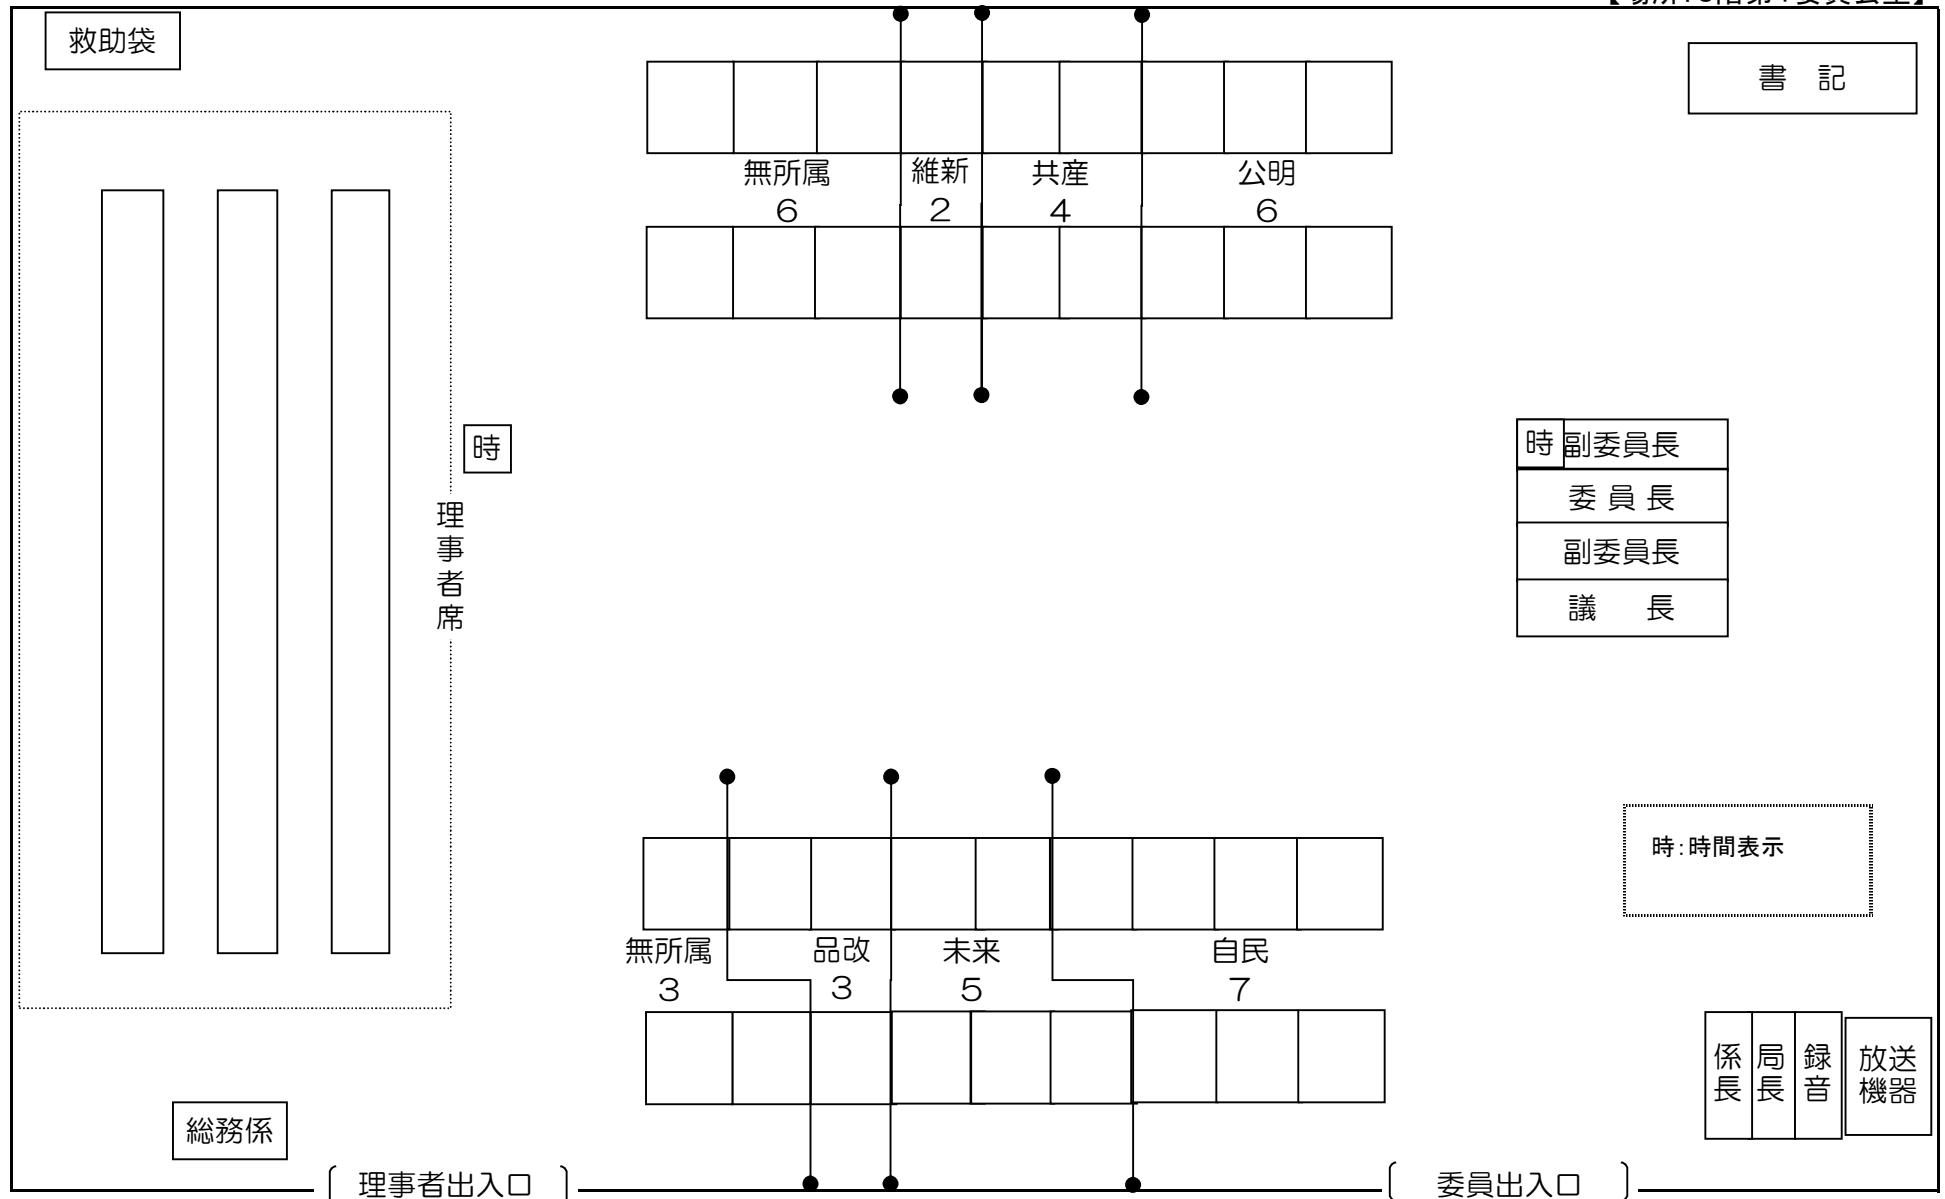 救助袋
書 記
無所属 維新 共産 公明
6 2 4 6
時
時 副委員長
委員長
副委員長
議 長
理事者席
時:時間表示
無所属 品改 未来 自民
3 3 5 7
係長 局長 録音 放送機器
総務係
理事者出入口 委員出入口